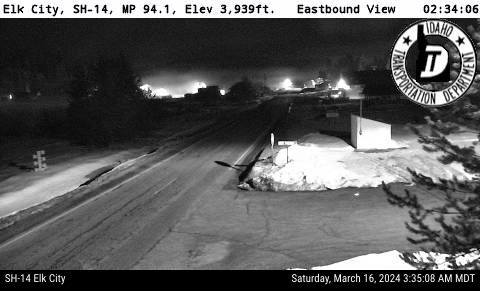 Elk City, SH-14, MP 94.1, Elev 3,939ft. Eastbound View 02:34:06
IDAHO
TRANSPORTATION DEPARTMENT
SH-14 Elk City Saturday, March 16, 2024 3:35:08 AM MDT